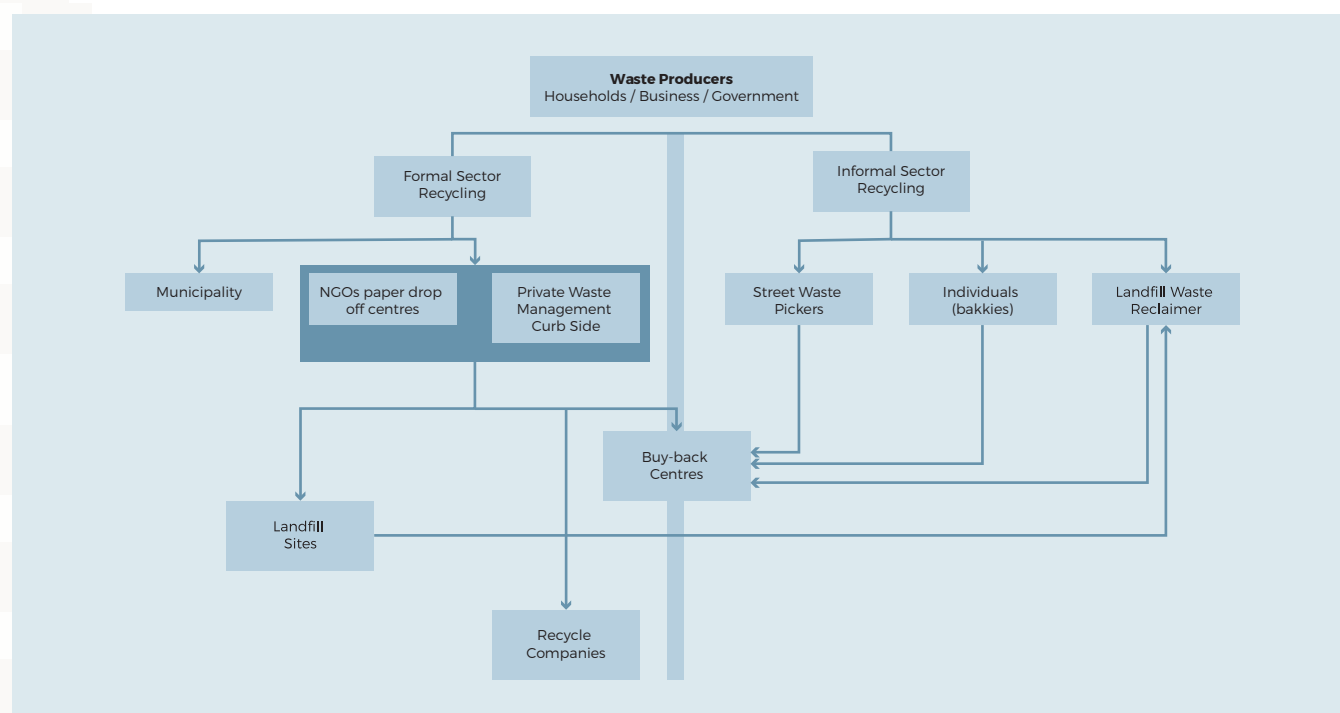 Waste Producers
Households / Business / Government
Formal Sector
Recycling
Informal Sector
Recycling
Municipality
NGOs paper drop
off centres
Private Waste
Management
Curb Side
Street Waste
Pickers
Individuals
(bakkies)
Landfill Waste
Reclaimer
Buy-back
Centres
Landfill
Sites
Recycle
Companies